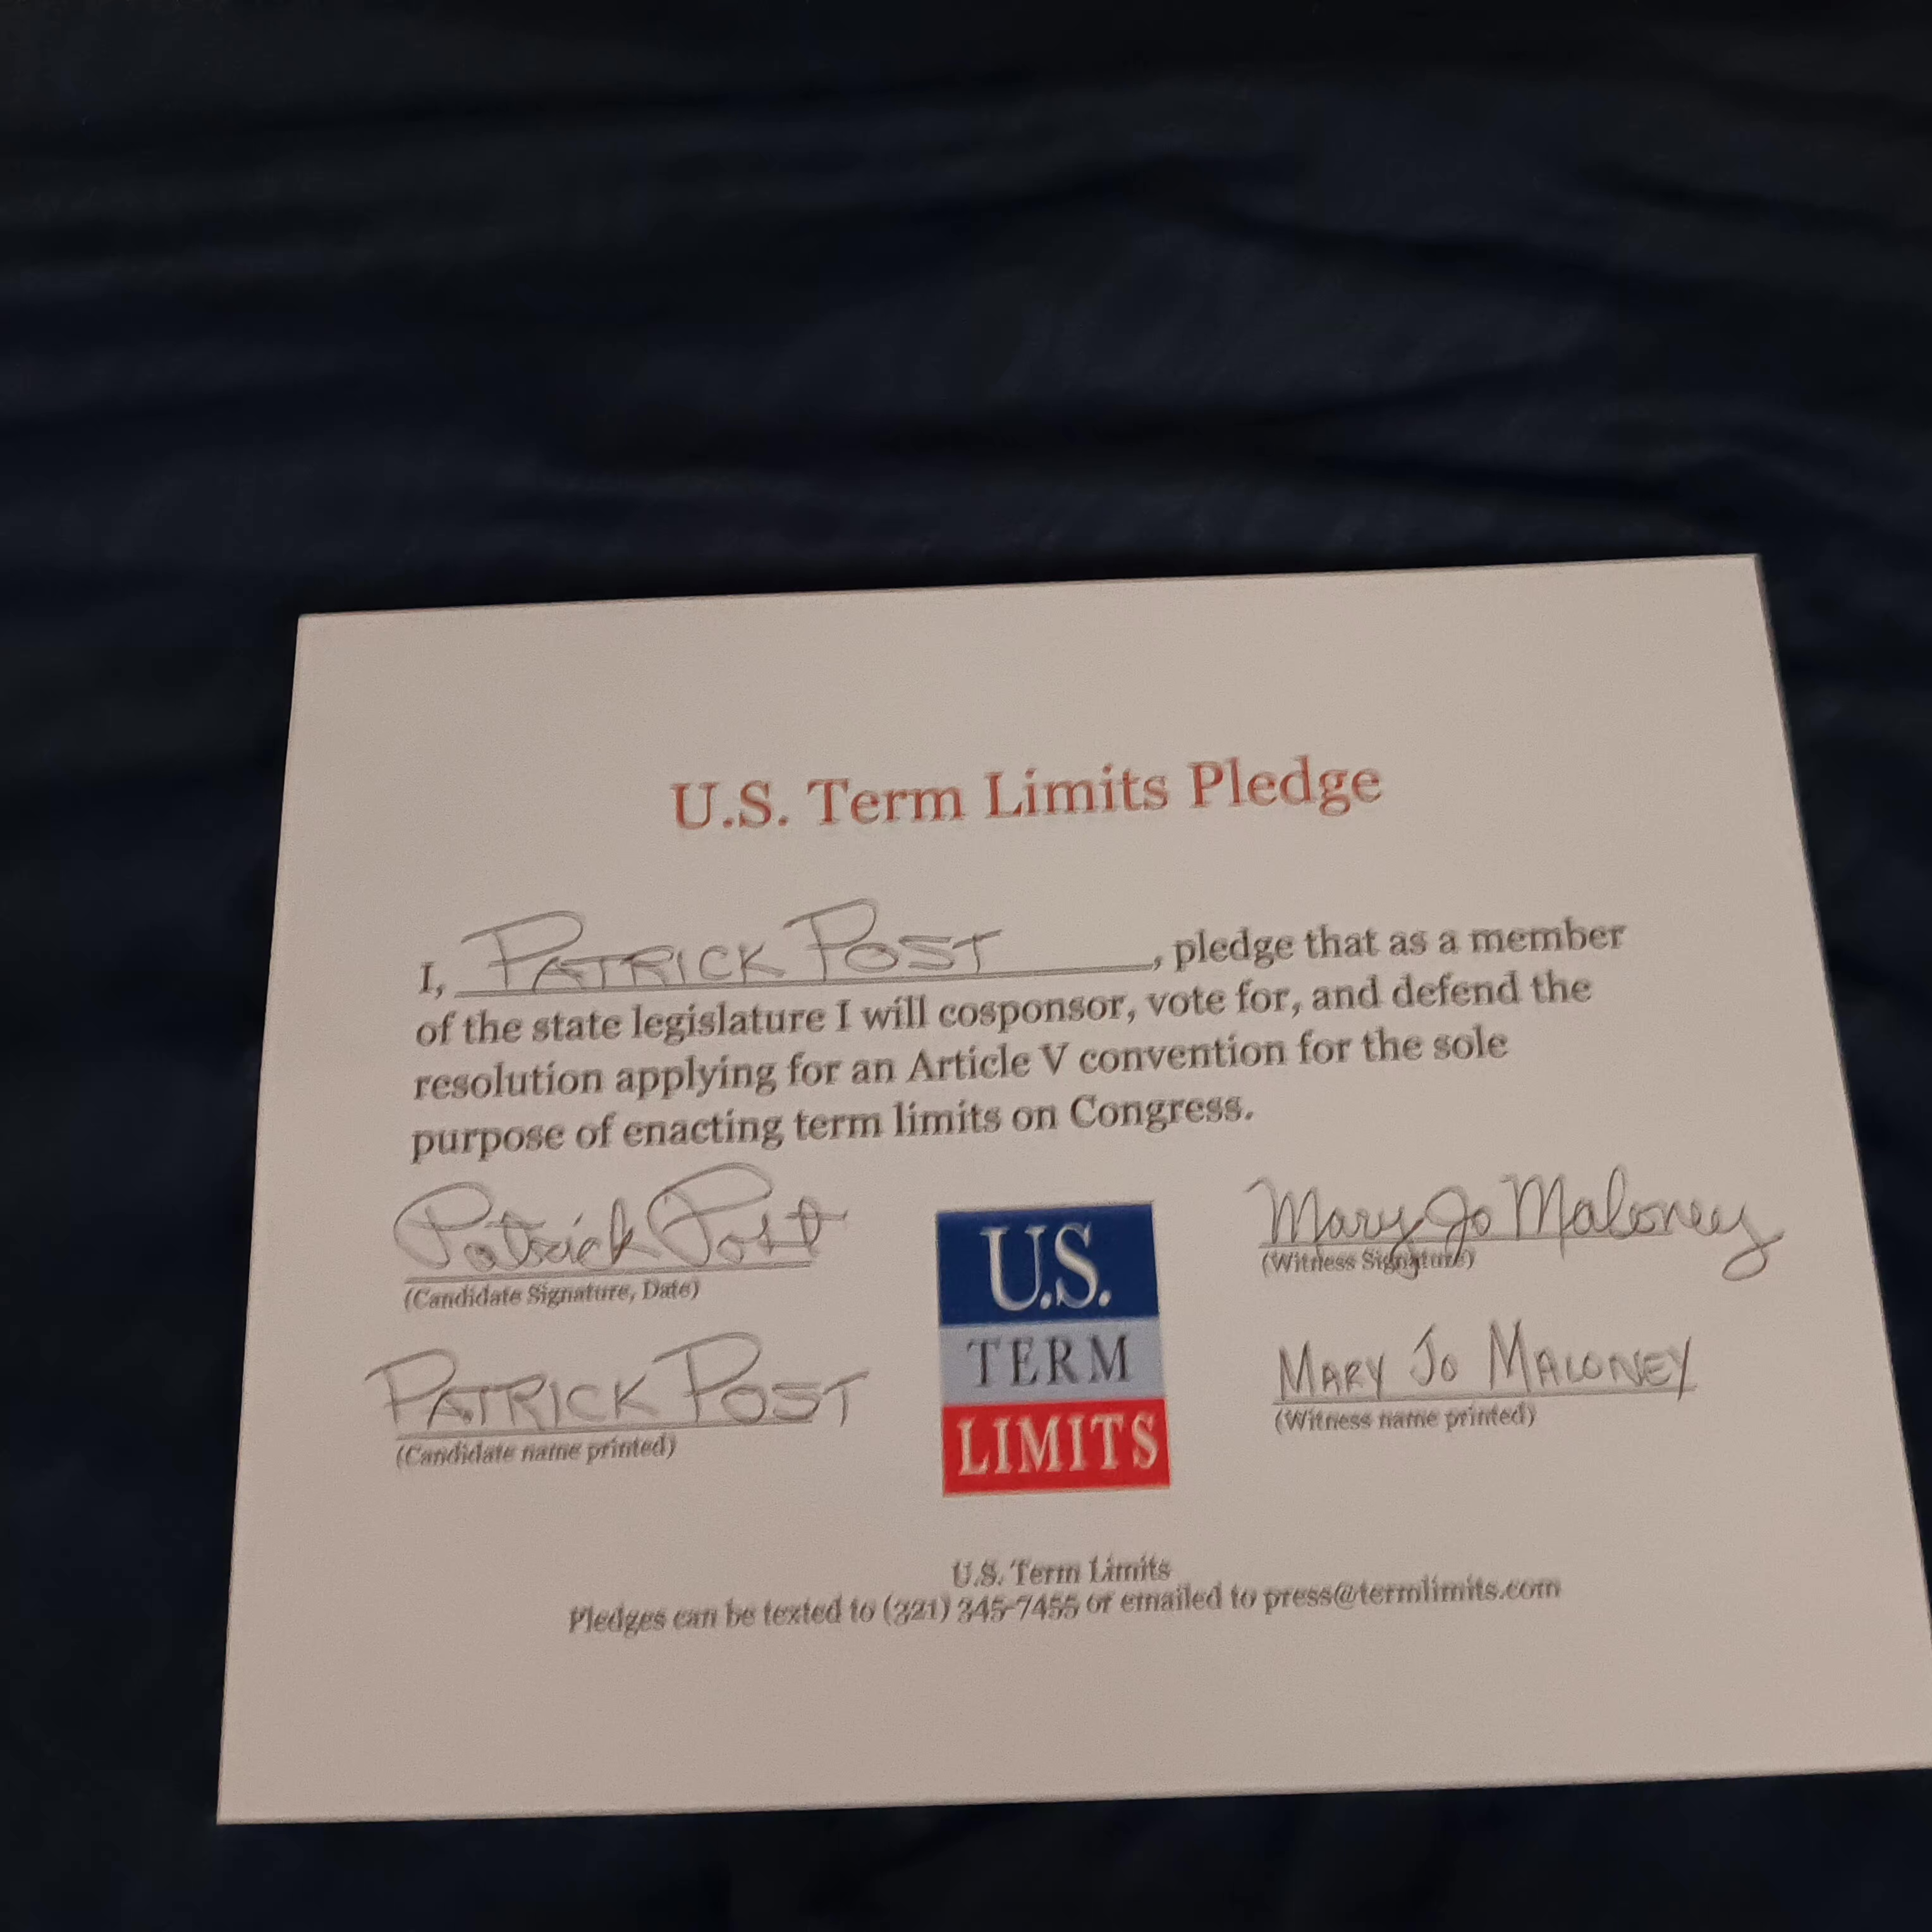 U.S. Term Limits Pledge
I, PATRICK POST, pledge that as a member
of the state legislature I will cosponsor, vote for, and defend the
resolution applying for an Article V convention for the sole
purpose of enacting term limits on Congress.
Patrick Post
(Candidate Signature, Date)
PATRICK POST
(Candidate name printed)
U.S.
TERM
LIMITS
Mary Jo Maloney
(Witness Signature)
MARY JO MALONEY
(Witness name printed)
U.S. Term Limits
Pledges can be texted to (321) 345-7455 or emailed to press@termlimits.com